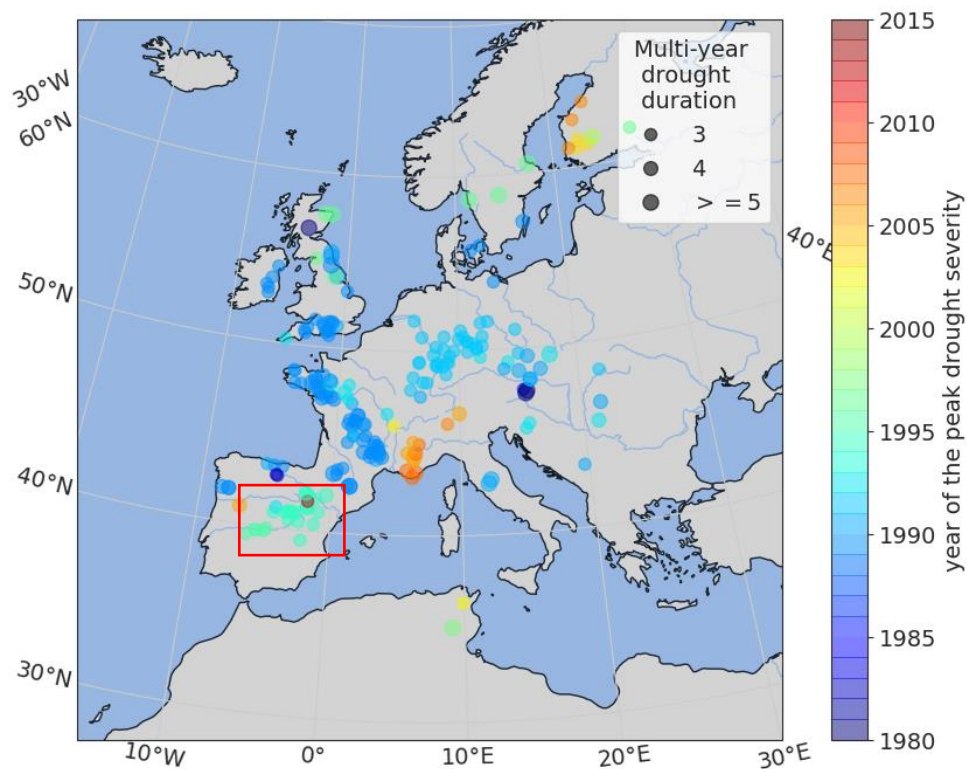 30°W
60°N
50°N
40°N
30°N
10°W
0°
10°E
20°E
30°E
40°E
Multi-year
drought
duration
3
4
>= 5
2015
2010
2005
2000
1995
1990
1985
1980
year of the peak drought severity